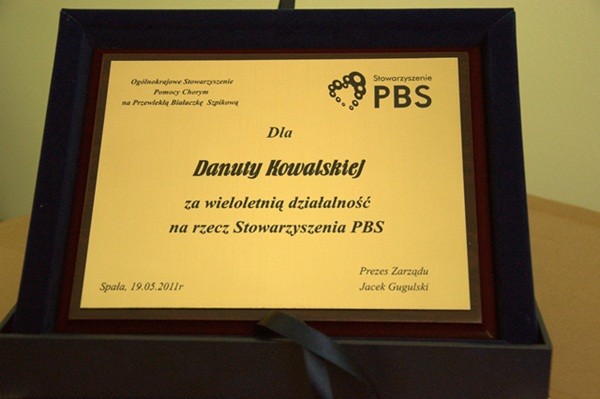 Ogólnokrajowe Stowarzyszenie
Pomocy Chorym
na Przewlekłą Białaczkę Szpikową
Stowarzyszenie
PBS
Dla
Danuty Kowalskiej
za wieloletnią działalność
na rzecz Stowarzyszenia PBS
Spała, 19.05.2011r
Prezes Zarządu
Jacek Gugulski